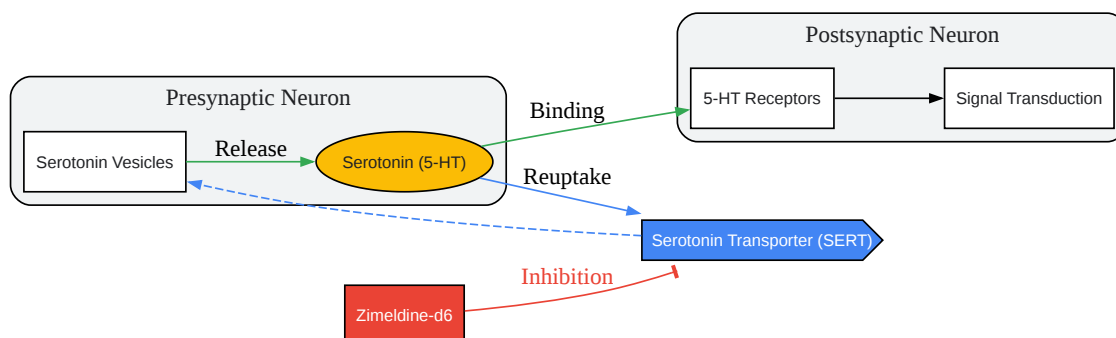 Postsynaptic Neuron
5-HT Receptors
Signal Transduction
Presynaptic Neuron
Binding
Serotonin Vesicles
Release
Serotonin (5-HT)
Reuptake
Serotonin Transporter (SERT)
Inhibition
Zimeldine-d6